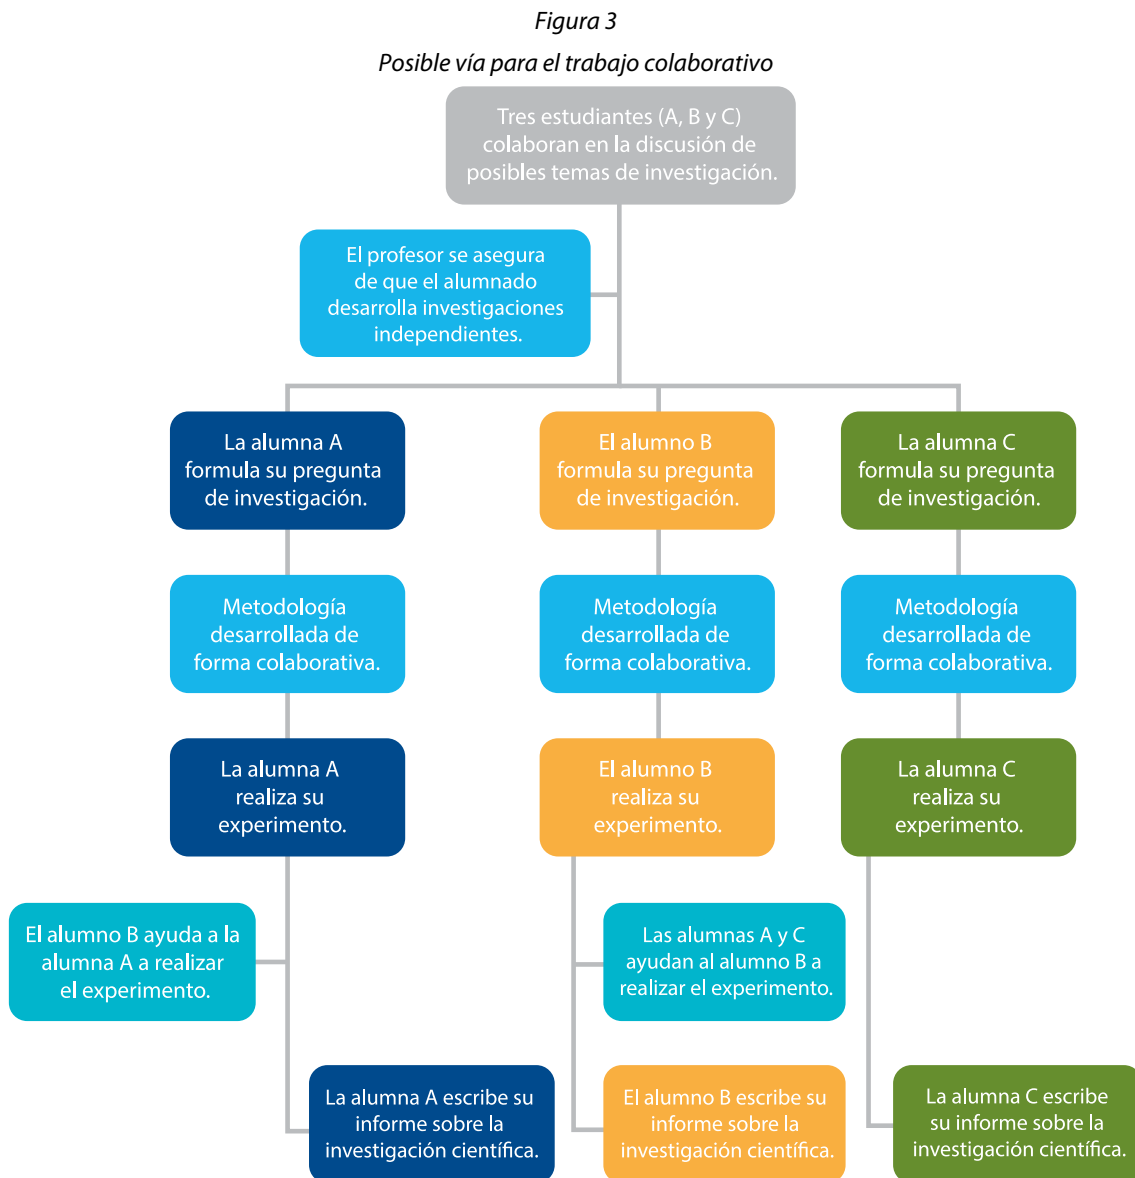 Figura 3
Posible vía para el trabajo colaborativo
Tres estudiantes (A, B y C)
colaboran en la discusión de
posibles temas de investigación.
El profesor se asegura
de que el alumnado
desarrolla investigaciones
independientes.
La alumna A
formula su pregunta
de investigación.
El alumno B
formula su pregunta
de investigación.
La alumna C
formula su pregunta
de investigación.
Metodología
desarrollada de
forma colaborativa.
Metodología
desarrollada de
forma colaborativa.
Metodología
desarrollada de
forma colaborativa.
La alumna A
realiza su
experimento.
El alumno B
realiza su
experimento.
La alumna C
realiza su
experimento.
El alumno B ayuda a la
alumna A a realizar
el experimento.
Las alumnas A y C
ayudan al alumno B a
realizar el experimento.
La alumna A escribe su
informe sobre la
investigación científica.
El alumno B escribe su
informe sobre la
investigación científica.
La alumna C escribe
su informe sobre la
investigación científica.